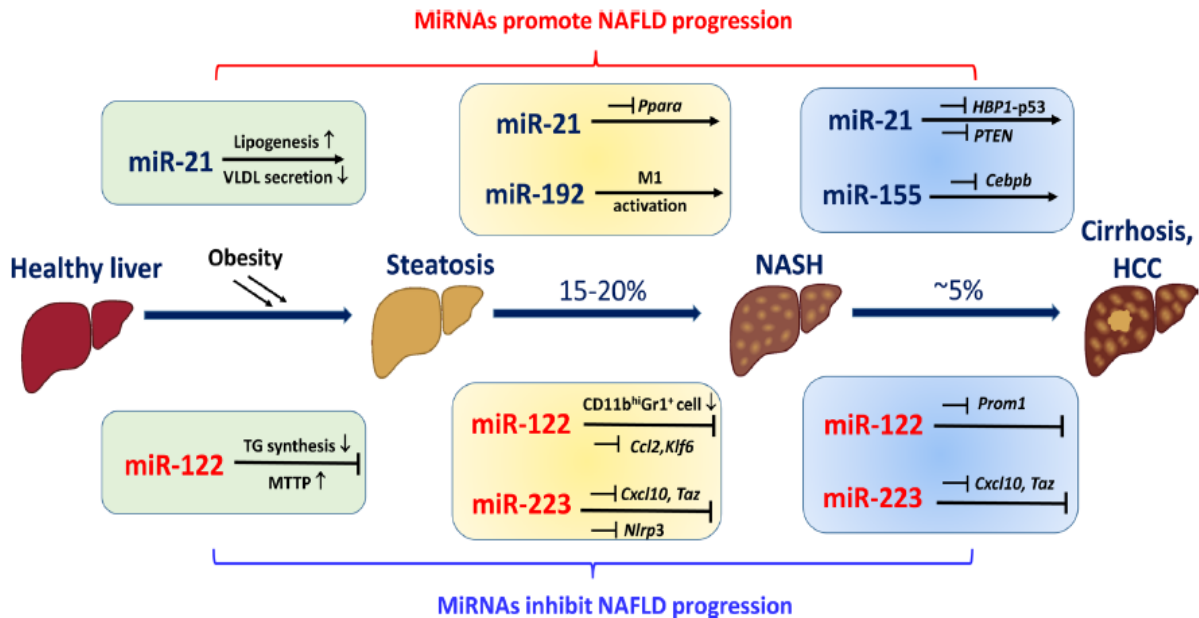 MiRNAs promote NAFLD progression
miR-21
Lipogenesis ↑
VLDL secretion ↓
miR-21
Ppara
miR-192
M1
activation
miR-21
HBP1-p53
PTEN
miR-155
Cebpb
Healthy liver
Obesity
Steatosis
15-20%
NASH
~5%
Cirrhosis,
HCC
miR-122
TG synthesis ↓
MTTP ↑
miR-122
CD11bʰⁱGr1⁺ cell ↓
Ccl2,Klf6
miR-223
Cxcl10, Taz
Nlrp3
miR-122
Prom1
miR-223
Cxcl10, Taz
MiRNAs inhibit NAFLD progression